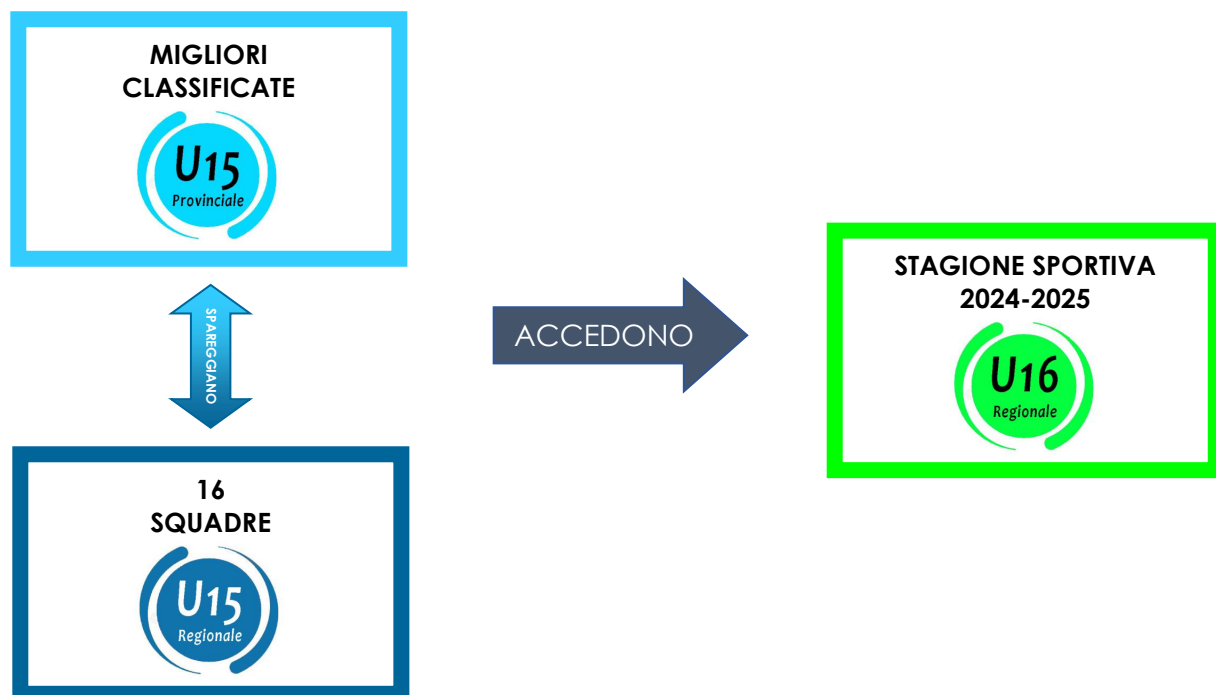 MIGLIORI
CLASSIFICATE
U15
Provinciale
SPAREGGIANO
16
SQUADRE
U15
Regionale
ACCEDONO
STAGIONE SPORTIVA
2024-2025
U16
Regionale